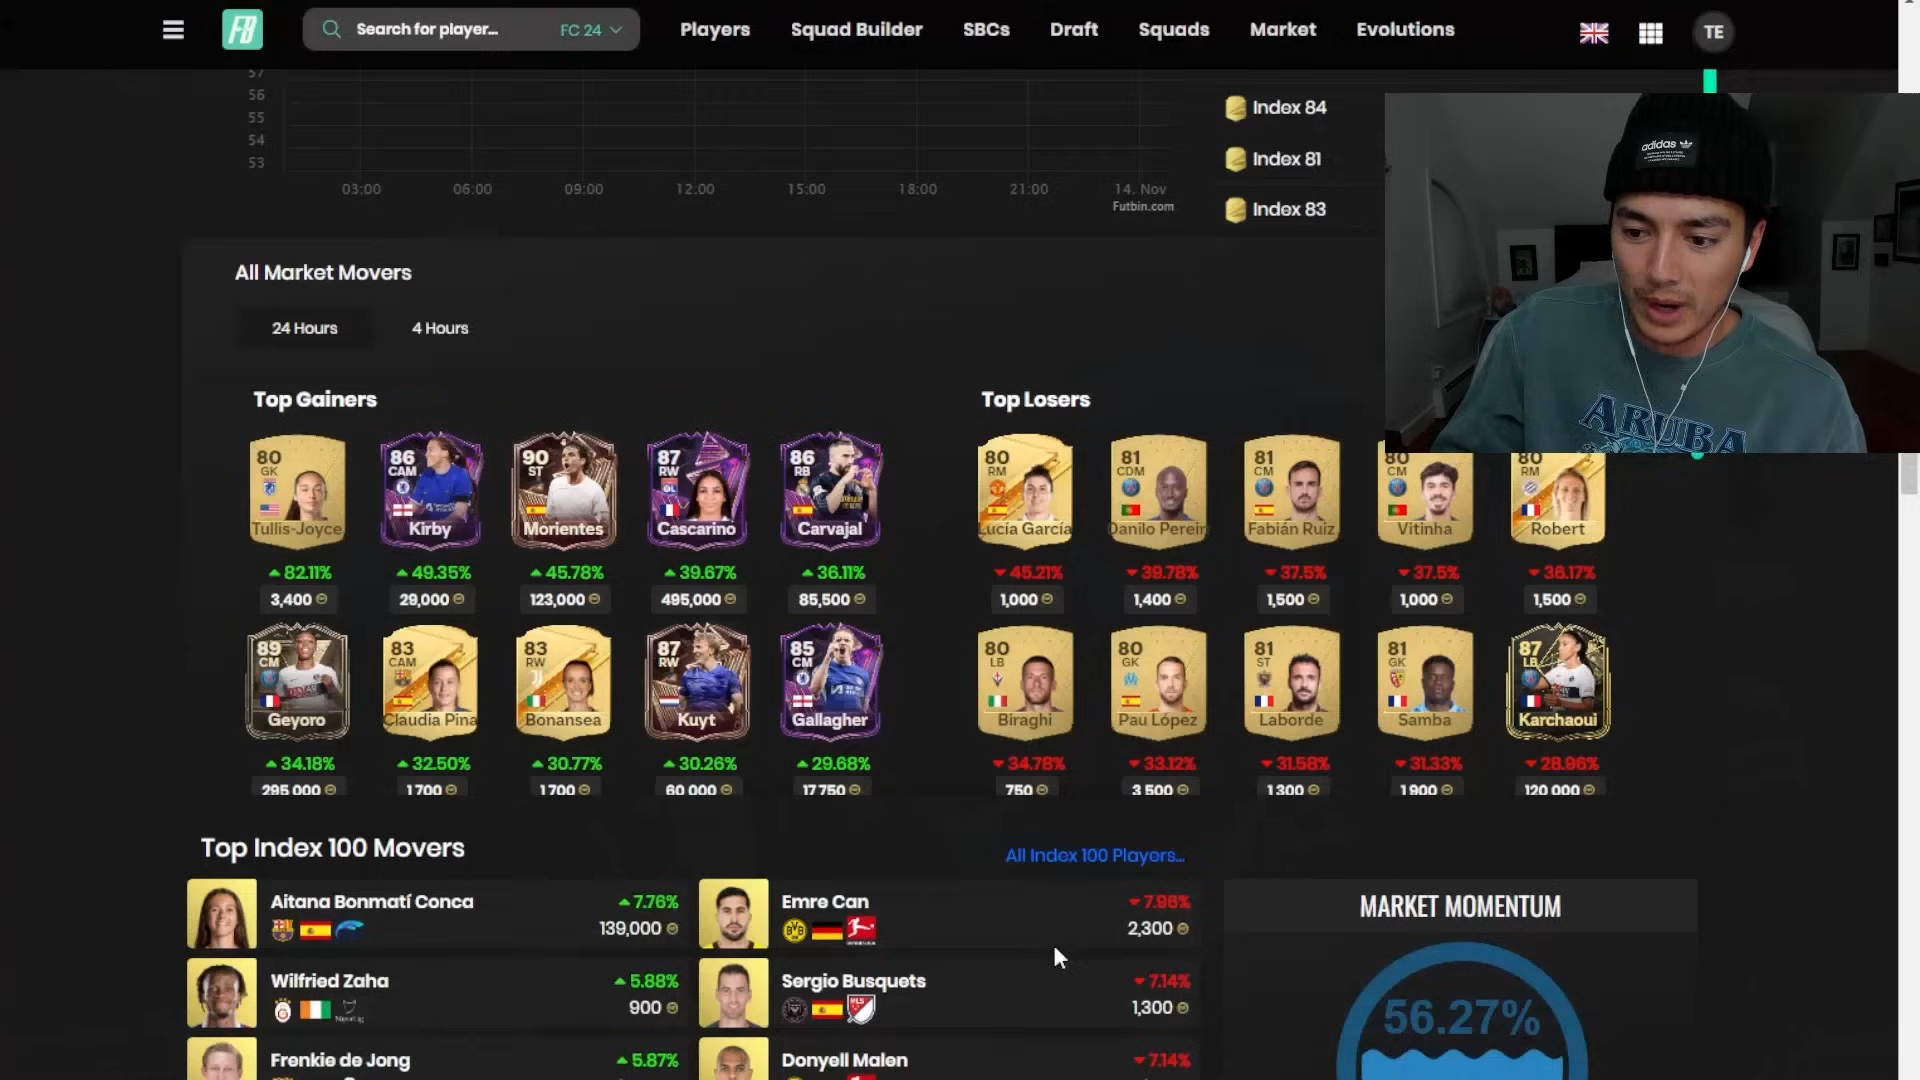 FB
Search for player...
FC 24
Players
Squad Builder
SBCs
Draft
Squads
Market
Evolutions
TE
57
56
55
54
53
03:00
06:00
09:00
12:00
15:00
18:00
21:00
14. Nov
Futbin.com
Index 84
Index 81
Index 83
adidas
ARUBA
All Market Movers
24 Hours
4 Hours
Top Gainers
80
GK
Tullis-Joyce
82.11%
3,400
86
CAM
Kirby
49.35%
29,000
90
ST
Morientes
45.78%
123,000
87
RW
Cascarino
39.67%
495,000
86
RB
Carvajal
36.11%
85,500
89
CM
Geyoro
34.18%
295 000
83
CAM
Claudia Pina
32.50%
1 700
83
RW
Bonansea
30.77%
1 700
87
RW
Kuyt
30.26%
60 000
85
CM
Gallagher
29.68%
17 750
Top Losers
80
RM
Lucía García
45.21%
1,000
81
CDM
Danilo Pereir
39.78%
1,400
81
CM
Fabián Ruiz
37.5%
1,500
80
CM
Vitinha
37.5%
1,000
80
RM
Robert
36.17%
1,500
80
LB
Biraghi
34.78%
750
80
GK
Pau López
33.12%
3 500
81
ST
Laborde
31.58%
1 300
81
GK
Samba
31.33%
1 900
87
LB
Karchaoui
28.96%
120 000
Top Index 100 Movers
All Index 100 Players...
Aitana Bonmatí Conca
7.76%
139,000
Wilfried Zaha
5.88%
900
Frenkie de Jong
5.87%
Emre Can
7.96%
2,300
Sergio Busquets
7.14%
1,300
Donyell Malen
7.14%
MARKET MOMENTUM
56.27%